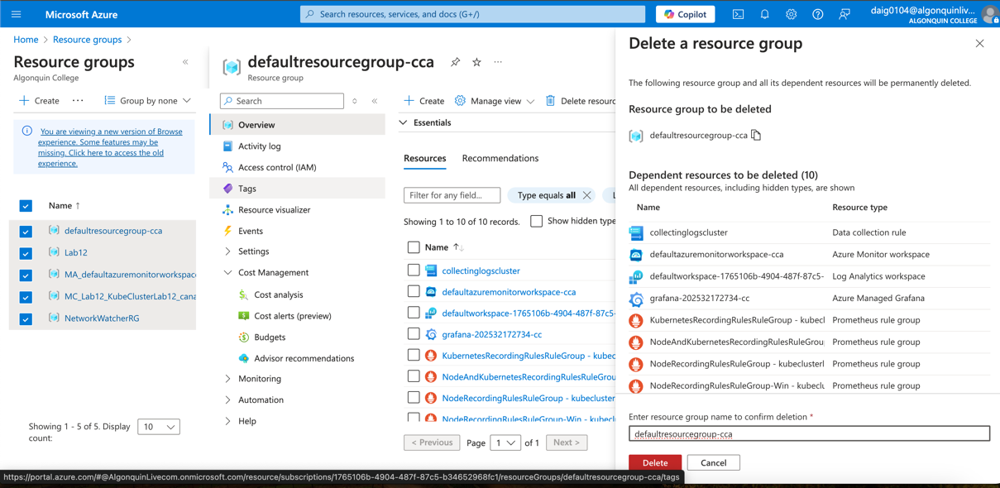 Microsoft Azure
Search resources, services, and docs (G+/)
Copilot
daig0104@algonquinliv...
ALGONQUIN COLLEGE
Home > Resource groups >
Resource groups
Algonquin College
Create
Group by none
You are viewing a new version of Browse
experience. Some features may be
missing. Click here to access the old
experience.
Name ↑
defaultresourcegroup-cca
Lab12
MA_defaultazuremonitorworkspac
MC_Lab12_KubeClusterLab12_cana
NetworkWatcherRG
Showing 1 - 5 of 5. Display
count:
10
defaultresourcegroup-cca
Resource group
Search
Overview
Activity log
Access control (IAM)
Tags
Resource visualizer
Events
Settings
Cost Management
Cost analysis
Cost alerts (preview)
Budgets
Advisor recommendations
Monitoring
Automation
Help
Create
Manage view
Delete resourc
Essentials
Resources
Recommendations
Filter for any field...
Type equals all
Showing 1 to 10 of 10 records.
Show hidden type
Name ↑↓
collectinglogscluster
defaultazuremonitorworkspace-cca
defaultworkspace-1765106b-4904-487f-87c5-
grafana-202532172734-cc
KubernetesRecordingRulesRuleGroup - kubec
NodeAndKubernetesRecordingRulesRuleGrou
NodeRecordingRulesRuleGroup - kubecluster
NodeRecordingRulesRuleGroup-Win - kubecl
< Previous
Page
1
of 1
Next >
Delete a resource group
The following resource group and all its dependent resources will be permanently deleted.
Resource group to be deleted
defaultresourcegroup-cca
Dependent resources to be deleted (10)
All dependent resources, including hidden types, are shown
Name
Resource type
collectinglogscluster
Data collection rule
defaultazuremonitorworkspace-cca
Azure Monitor workspace
defaultworkspace-1765106b-4904-487f-87c5-
Log Analytics workspace
grafana-202532172734-cc
Azure Managed Grafana
KubernetesRecordingRulesRuleGroup - kubecl
Prometheus rule group
NodeAndKubernetesRecordingRulesRuleGrou
Prometheus rule group
NodeRecordingRulesRuleGroup - kubeclusterl
Prometheus rule group
NodeRecordingRulesRuleGroup-Win - kubeclu
Prometheus rule group
Enter resource group name to confirm deletion *
defaultresourcegroup-cca
Delete
Cancel
https://portal.azure.com/#@AlgonquinLivecom.onmicrosoft.com/resource/subscriptions/1765106b-4904-487f-87c5-b34652968fc1/resourceGroups/defaultresourcegroup-cca/tags